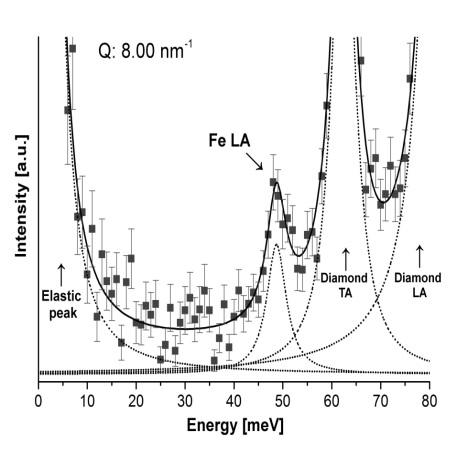 Q: 8.00 nm⁻¹
Fe LA
Intensity [a.u.]
Elastic
peak
Diamond
TA
Diamond
LA
0 10 20 30 40 50 60 70 80
Energy [meV]